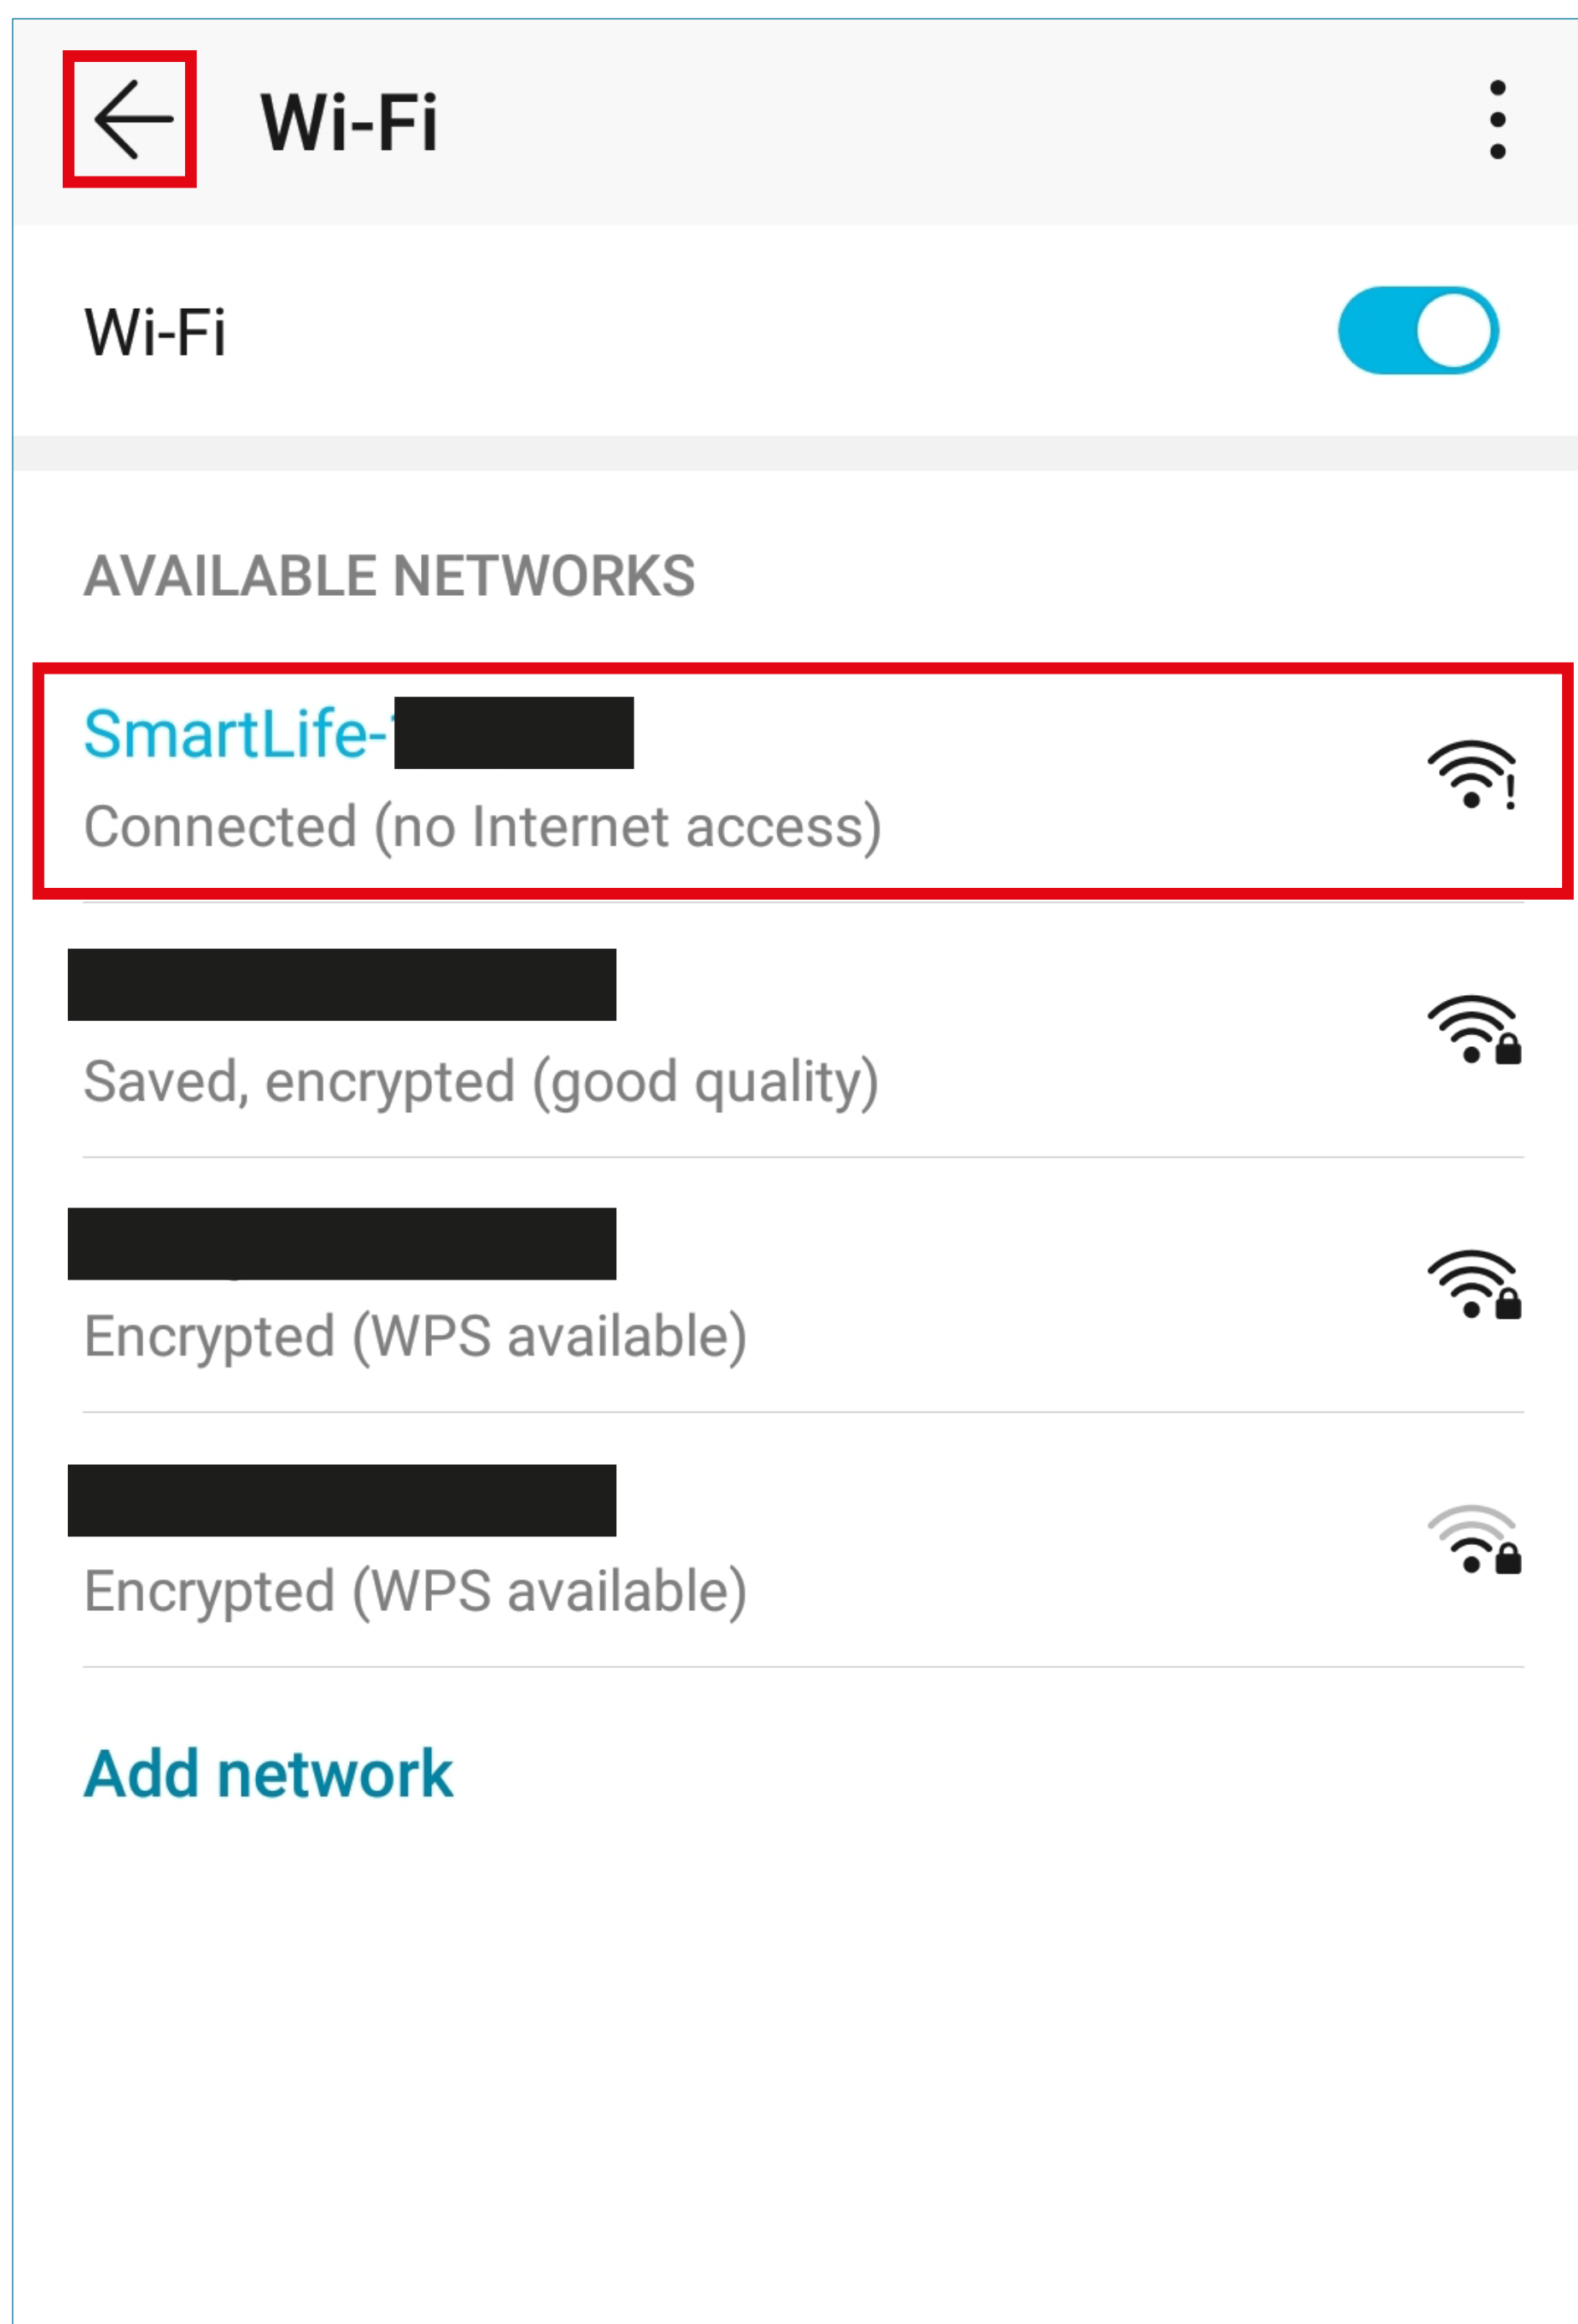 Wi-Fi
Wi-Fi
AVAILABLE NETWORKS
SmartLife-
Connected (no Internet access)
Saved, encrypted (good quality)
Encrypted (WPS available)
Encrypted (WPS available)
Add network